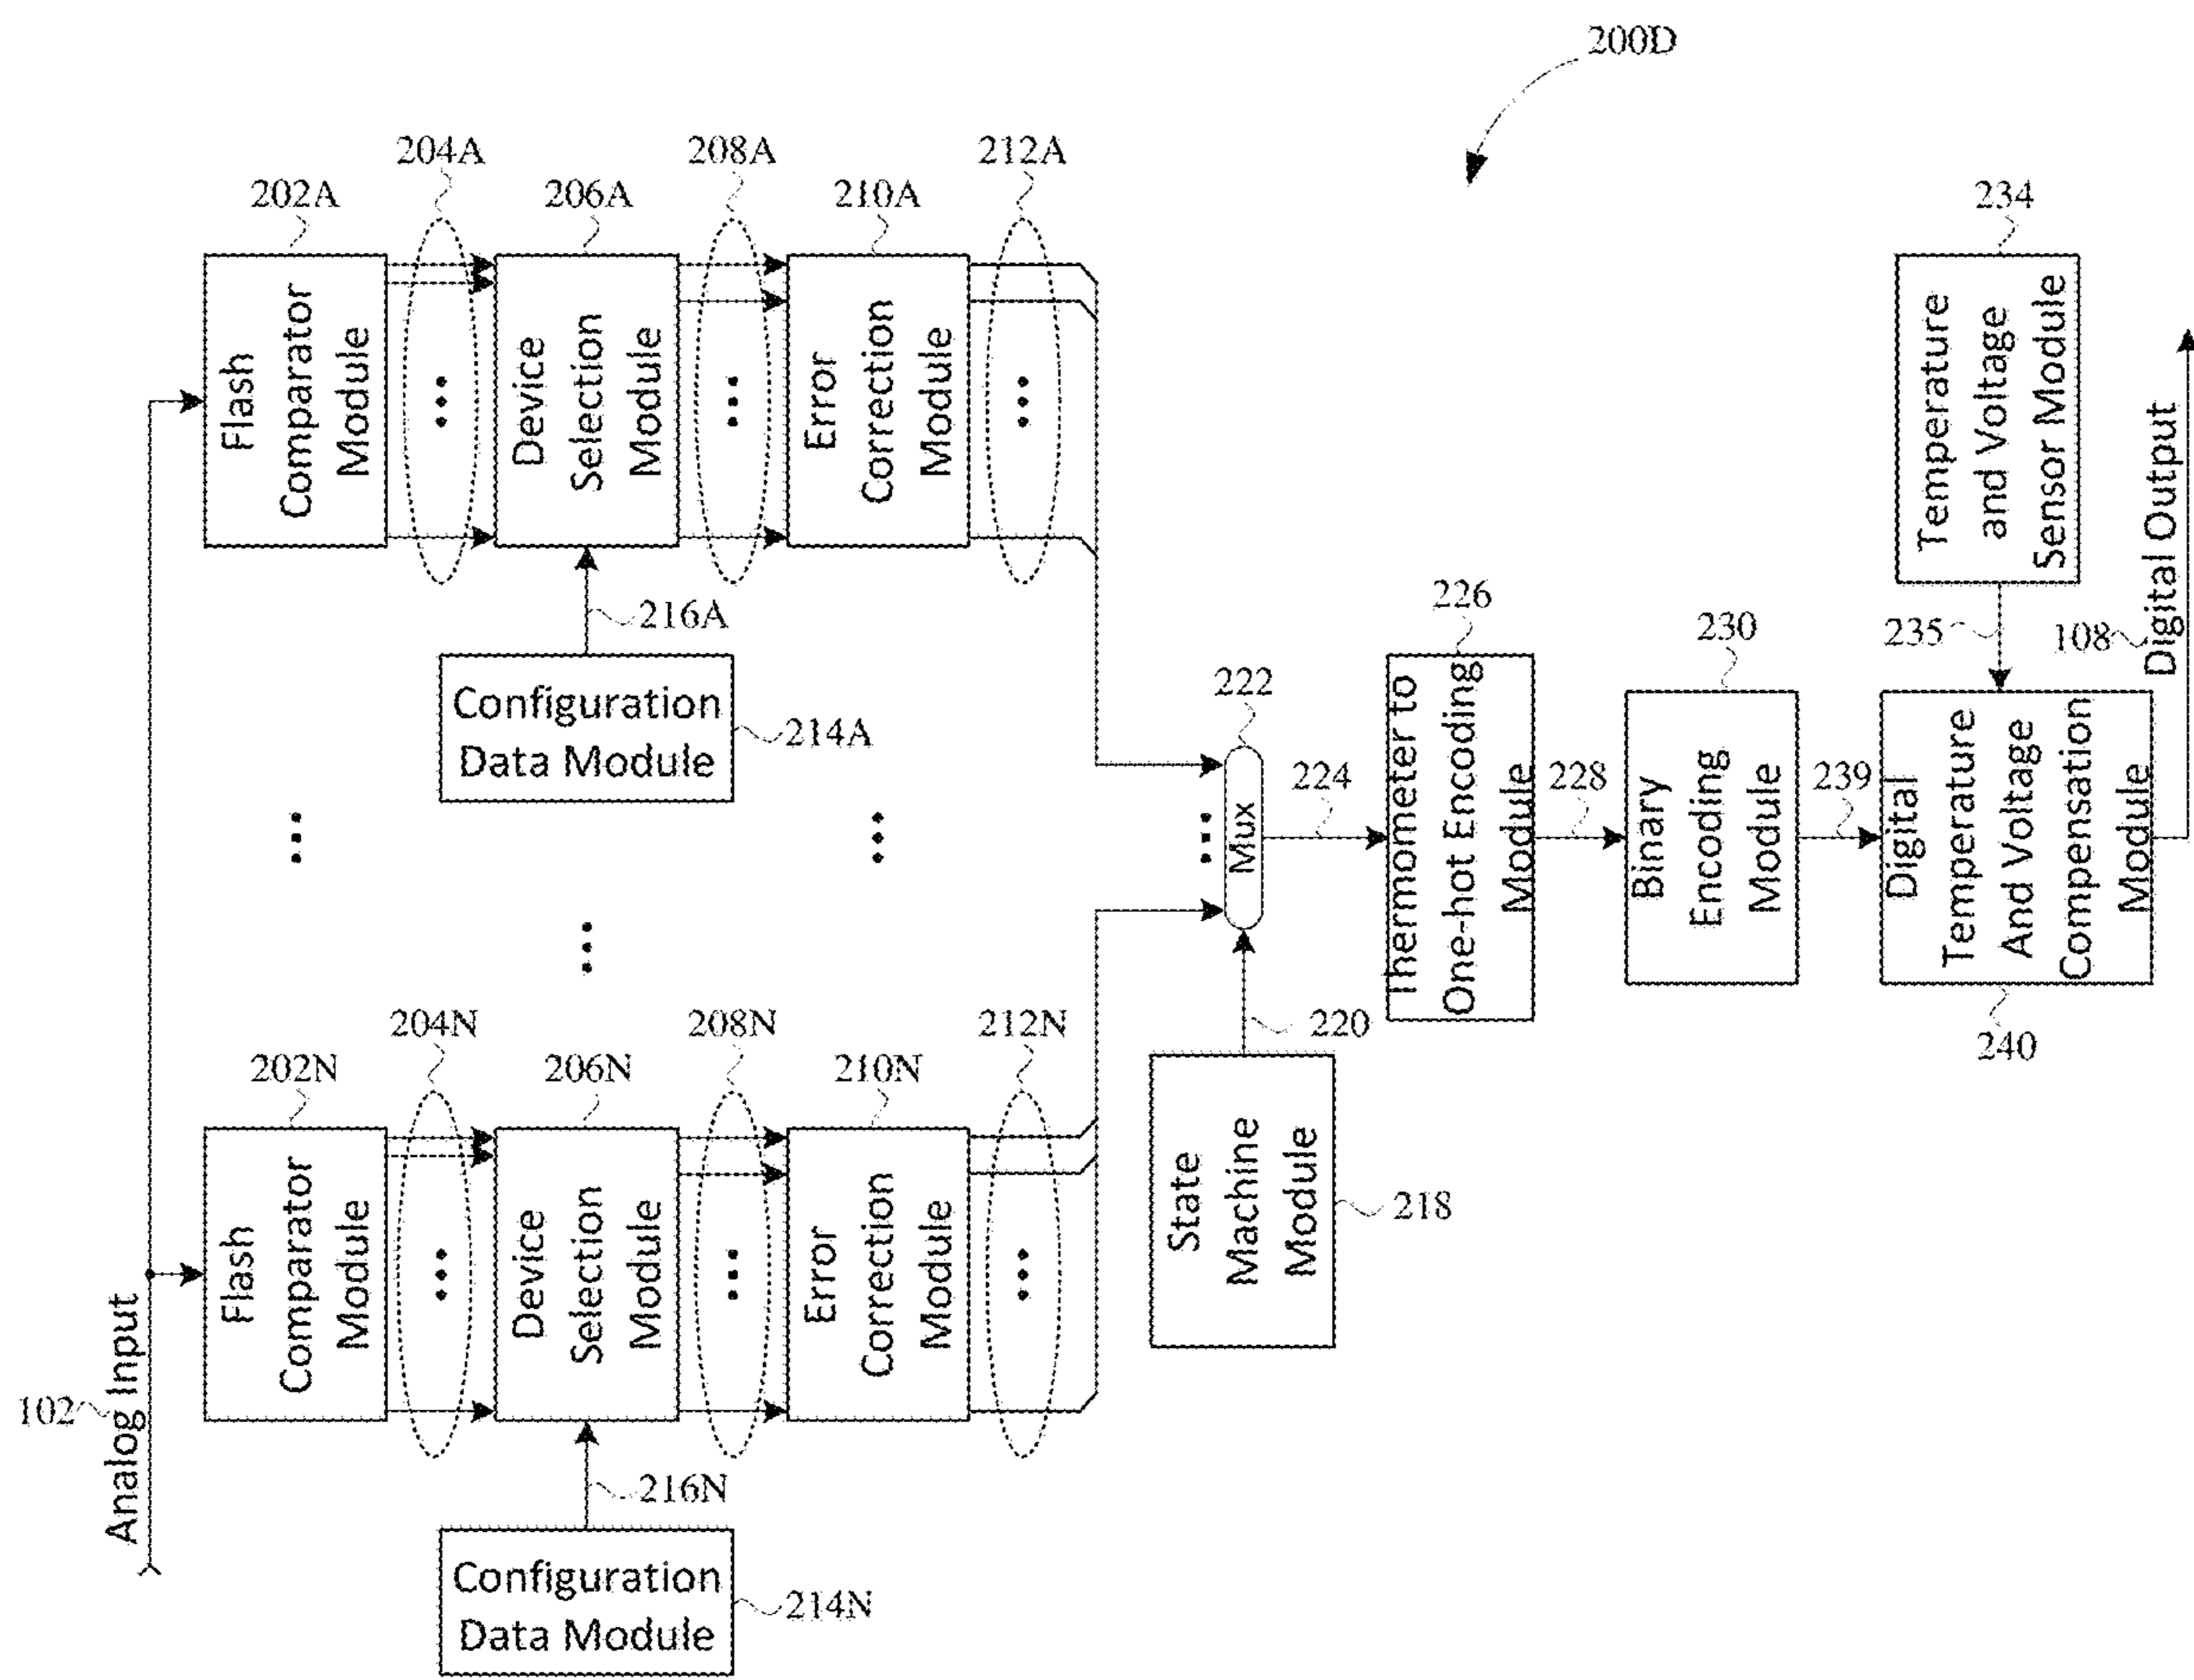 200D
204A
208A
212A
202A
206A
210A
234
Flash
Comparator
Module
Device
Selection
Module
Error
Correction
Module
Temperature
and Voltage
Sensor Module
216A
Configuration
Data Module
214A
222
226
230
235
108
Digital Output
Mux
224
Thermometer to
One-hot Encoding
Module
228
Binary
Encoding
Module
239
Digital
Temperature
And Voltage
Compensation
Module
240
204N
208N
212N
202N
206N
210N
220
Flash
Comparator
Module
Device
Selection
Module
Error
Correction
Module
State
Machine
Module
218
102
Analog Input
216N
Configuration
Data Module
214N